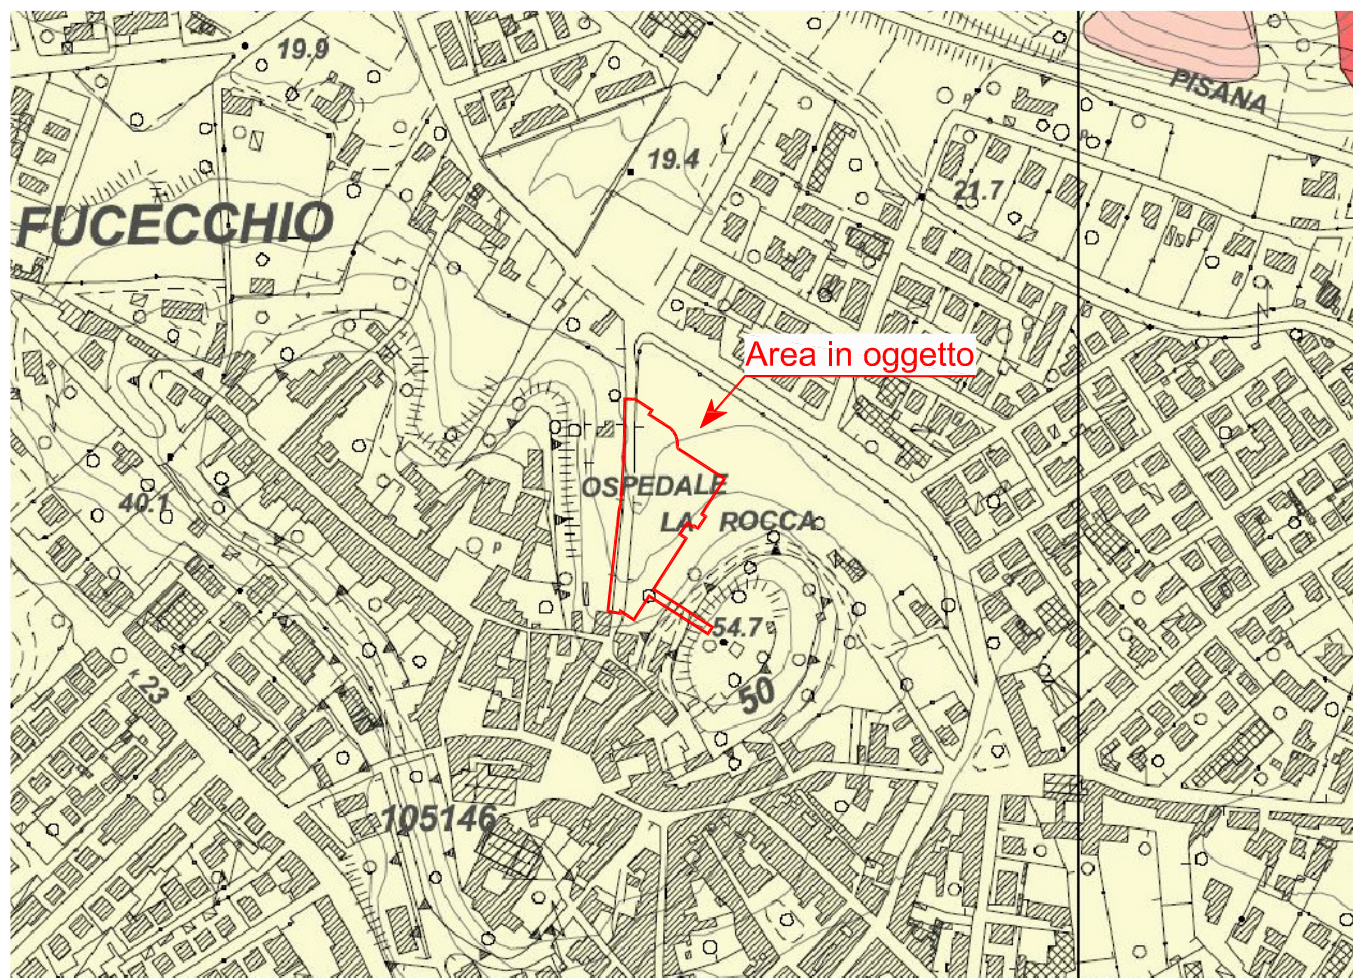 19.9
PISANA
p
19.4
21.7
FUCECCHIO
Area in oggetto
OSPEDALE
40.1
LA ROCCA
p
54.7
K 23
50
105146